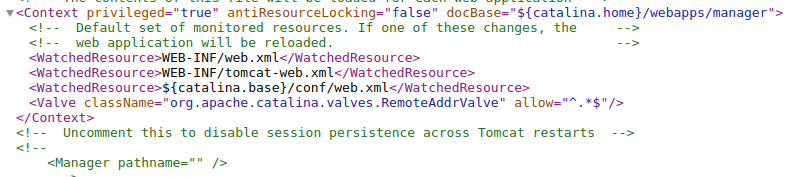 <Context privileged="true" antiResourceLocking="false" docBase="${catalina.home}/webapps/manager">
<!-- Default set of monitored resources. If one of these changes, the -->
<!-- web application will be reloaded. -->
<WatchedResource>WEB-INF/web.xml</WatchedResource>
<WatchedResource>WEB-INF/tomcat-web.xml</WatchedResource>
<WatchedResource>${catalina.base}/conf/web.xml</WatchedResource>
<Valve className="org.apache.catalina.valves.RemoteAddrValve" allow="^.*$"/>
</Context>
<!-- Uncomment this to disable session persistence across Tomcat restarts -->
<!--
<Manager pathname="" />